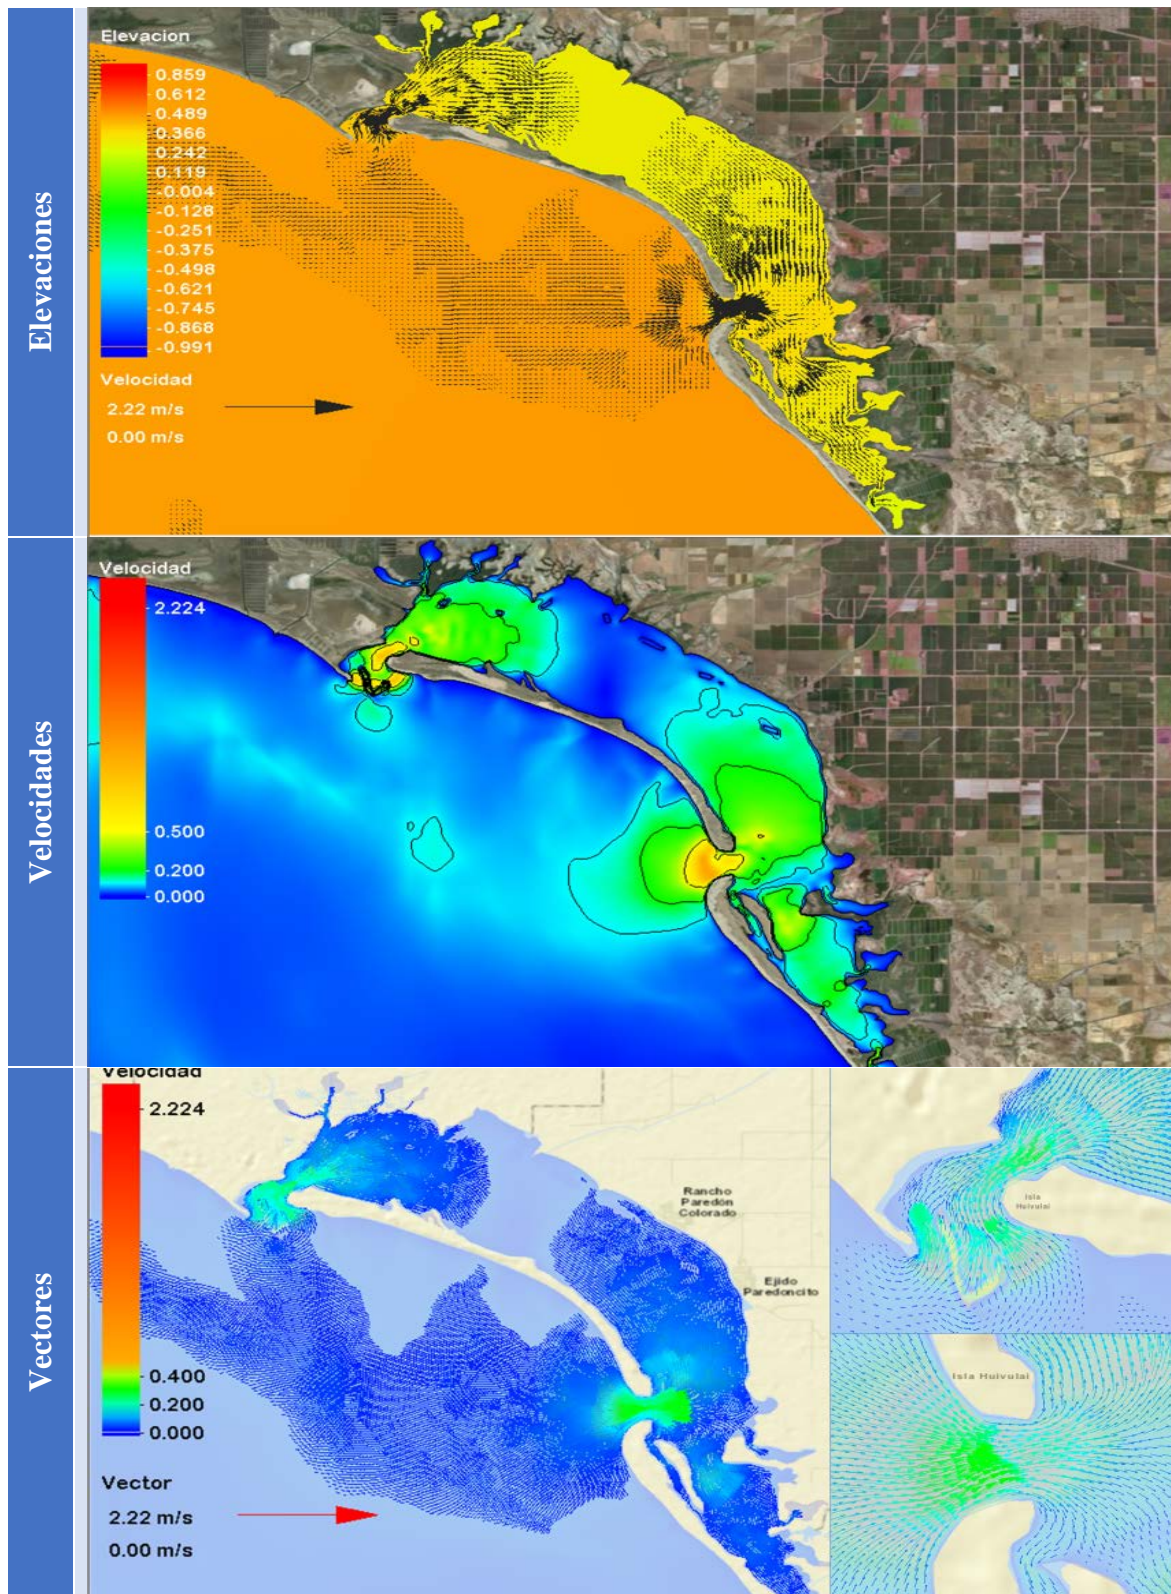 Elevaciones
Elevacion
0.859
0.612
0.489
0.366
0.242
0.119
-0.004
-0.128
-0.251
-0.375
-0.498
-0.621
-0.745
-0.868
-0.991
Velocidad
2.22 m/s
0.00 m/s
Velocidades
Velocidad
2.224
0.500
0.200
0.000
Vectores
Velocidad
2.224
0.400
0.200
0.000
Vector
2.22 m/s
0.00 m/s
Rancho
Paredón
Colorado
Ejido
Paredoncito
Isla
Huivulai
Isla Huivulai